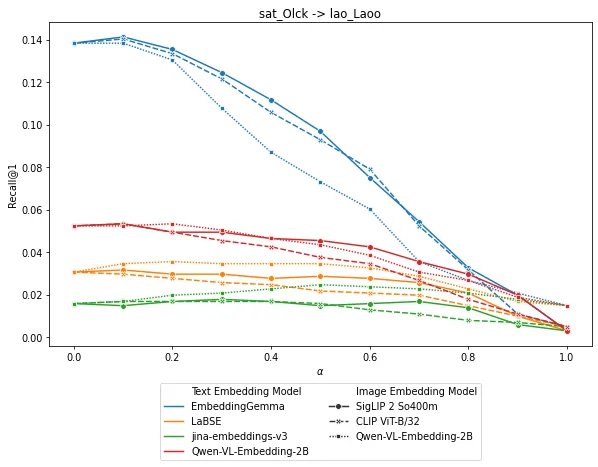 sat_Olck -> lao_Laoo
Recall@1
0.14
0.12
0.10
0.08
0.06
0.04
0.02
0.00
0.0 0.2 0.4 0.6 0.8 1.0
α
Text Embedding Model
EmbeddingGemma
LaBSE
jina-embeddings-v3
Qwen-VL-Embedding-2B
Image Embedding Model
SigLIP 2 So400m
CLIP ViT-B/32
Qwen-VL-Embedding-2B